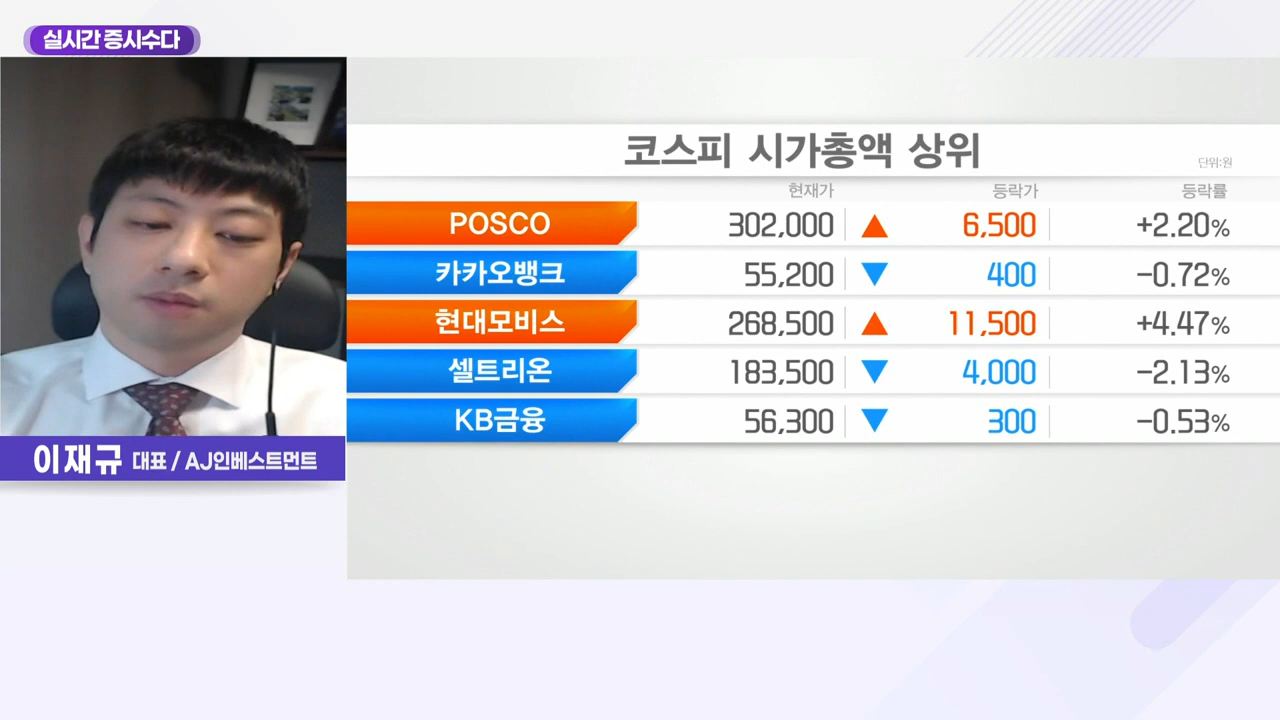 실시간 증시수다
코스피 시가총액 상위
단위:원
현재가 등락가 등락률
POSCO 302,000 ▲ 6,500 +2.20%
카카오뱅크 55,200 ▼ 400 -0.72%
현대모비스 268,500 ▲ 11,500 +4.47%
셀트리온 183,500 ▼ 4,000 -2.13%
KB금융 56,300 ▼ 300 -0.53%
이재규 대표 / AJ인베스트먼트